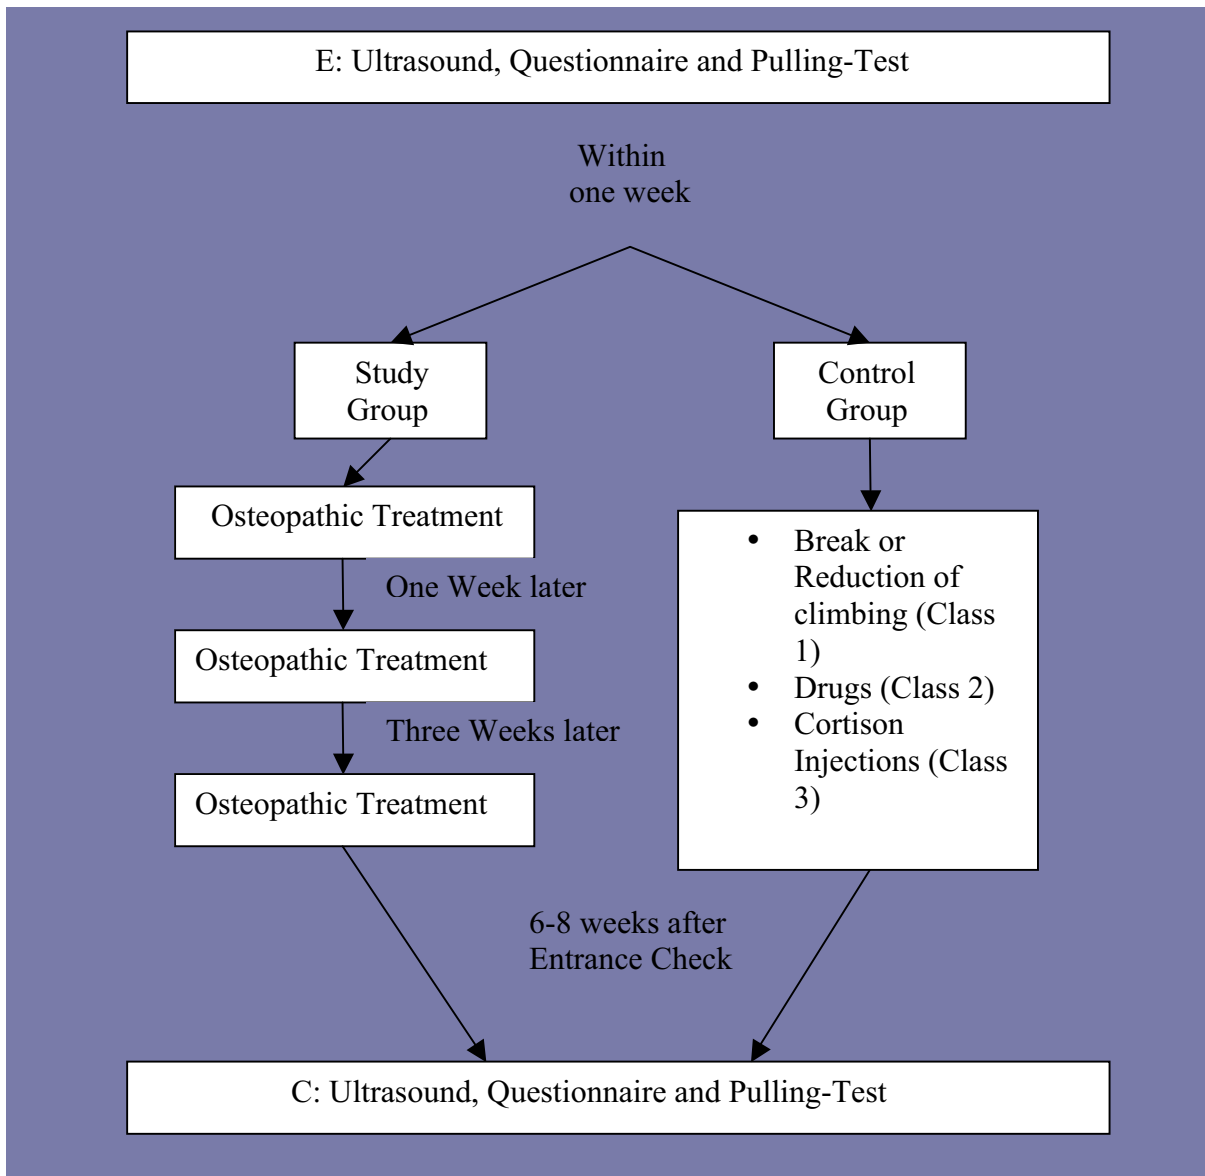 E: Ultrasound, Questionnaire and Pulling-Test
Within
one week
Study
Group
Control
Group
Osteopathic Treatment
One Week later
Osteopathic Treatment
Three Weeks later
Osteopathic Treatment
• Break or
Reduction of
climbing (Class
1)
• Drugs (Class 2)
• Cortison
Injections (Class
3)
6-8 weeks after
Entrance Check
C: Ultrasound, Questionnaire and Pulling-Test